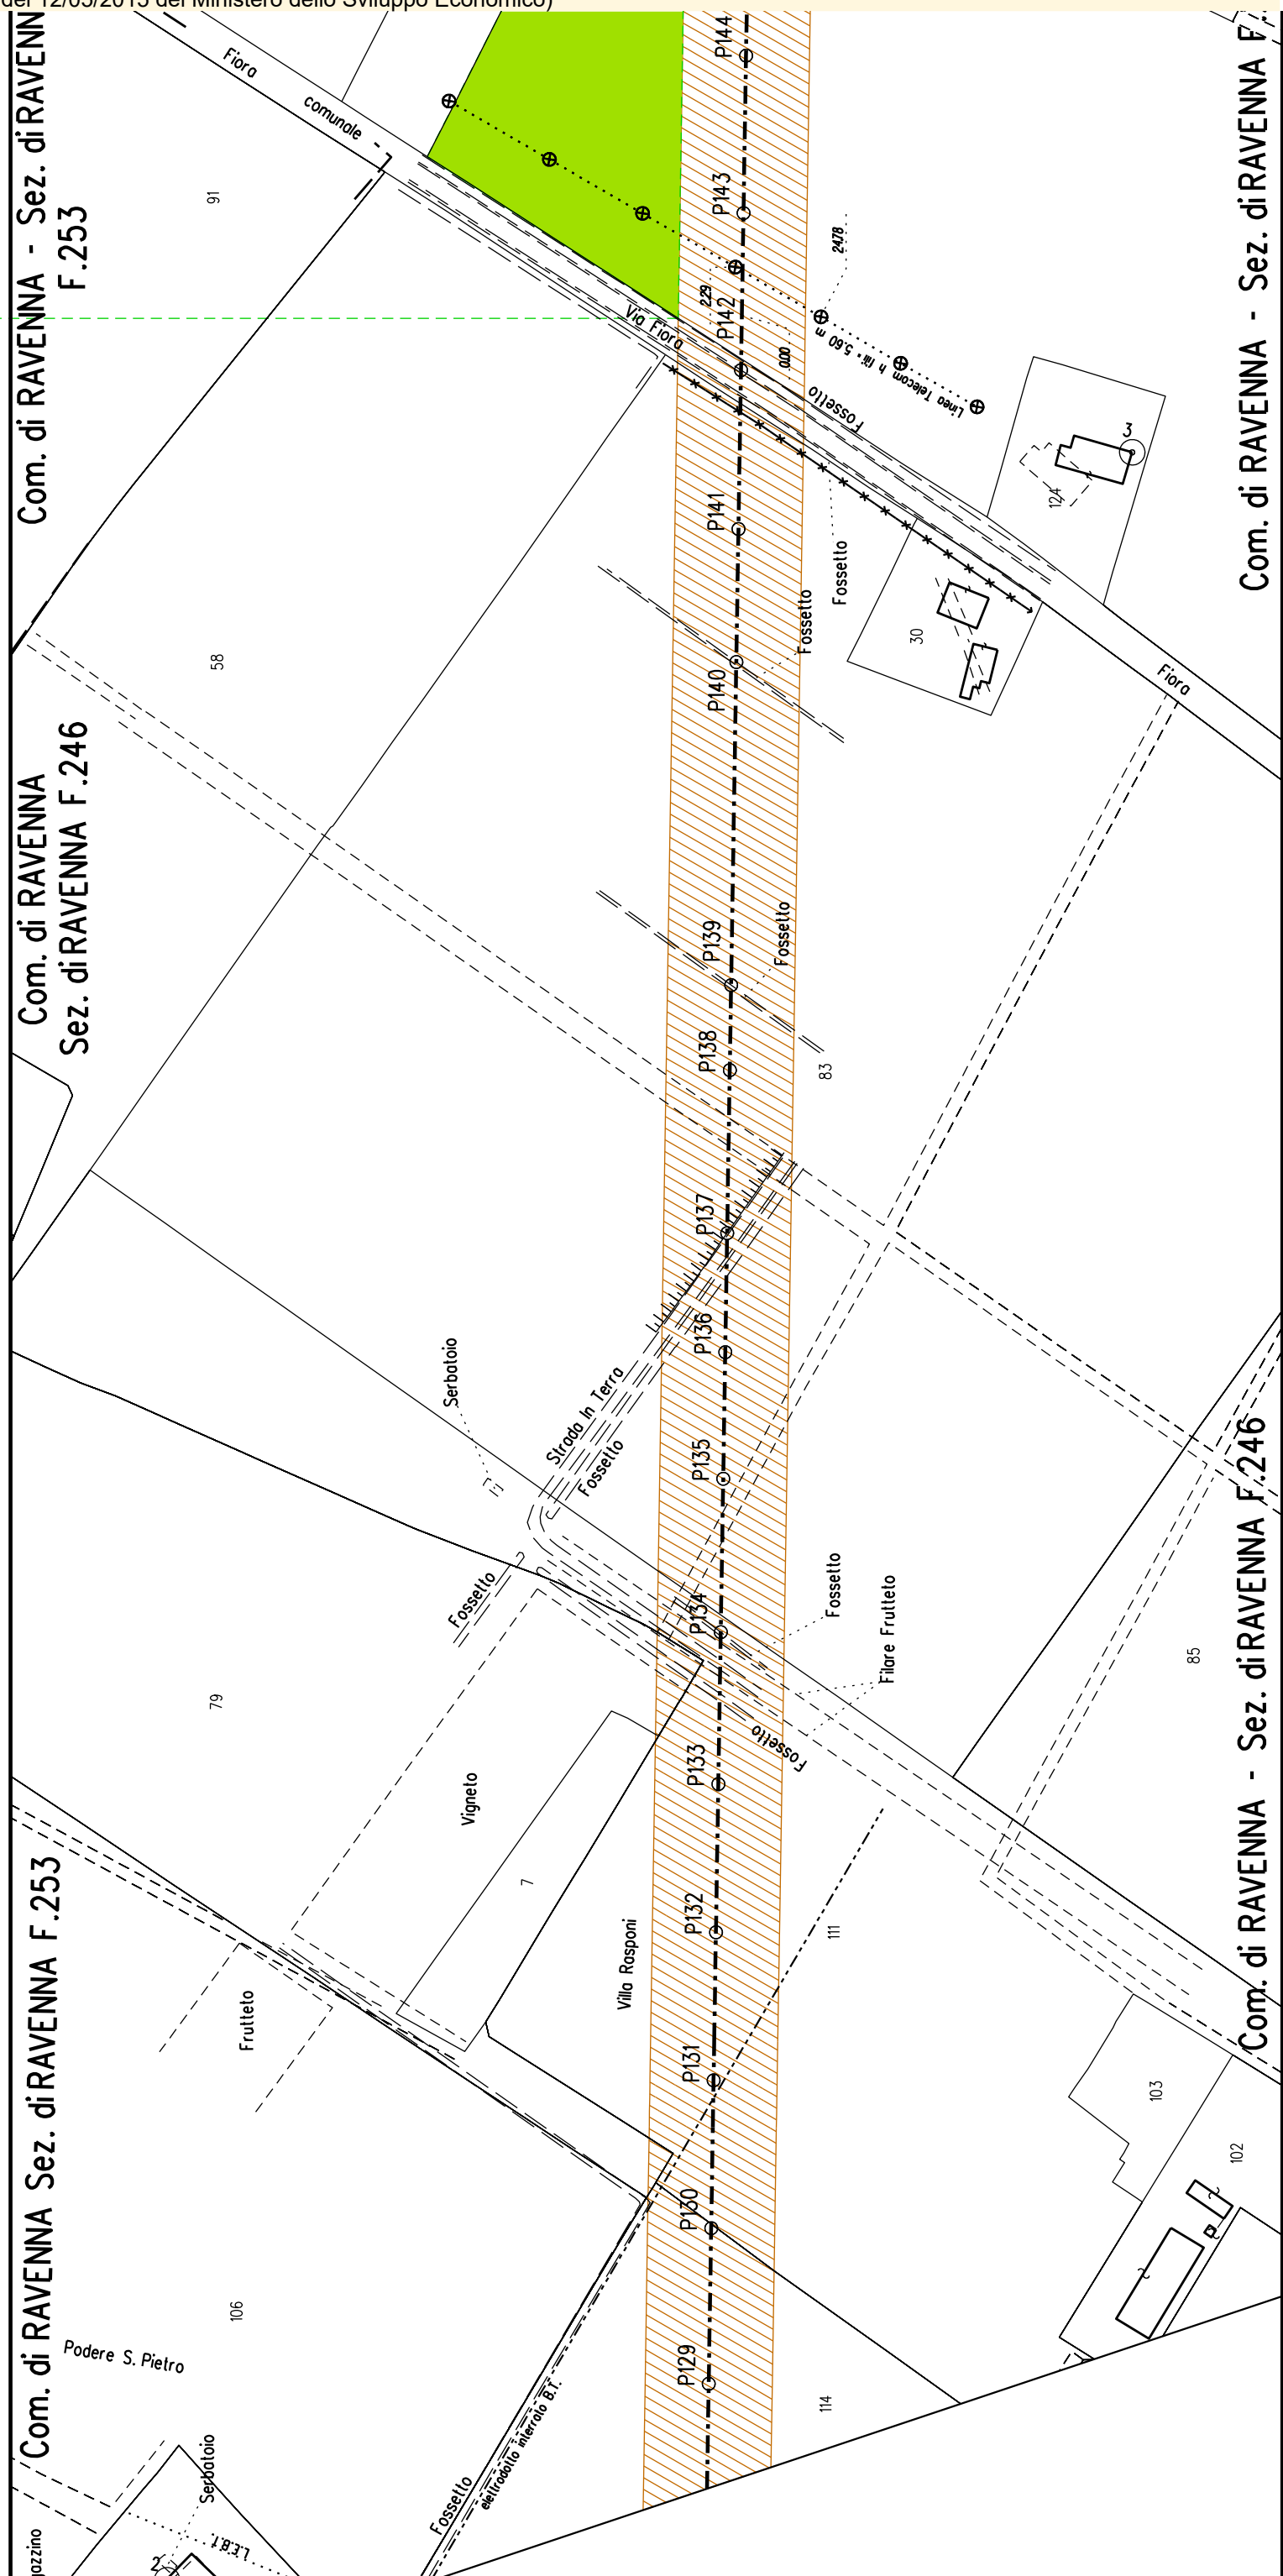 del 12/05/2015 del Ministero dello Sviluppo Economico)
Com. di RAVENNA - Sez. di RAVENN
F.253
Fiora
comunale
91
P144
P143
2478
229
P142
0.00
Via Fiora
Linea Telecom h fili = 5.60 m
Fossetto
Com. di RAVENNA - Sez. di RAVENNA F.
3
124
P141
Fossetto
Fossetto
30
58
P140
Fiora
Com. di RAVENNA
Sez. di RAVENNA F.246
P139
Fossetto
P138
83
P137
P136
Serbatoio
Strada In Terra
Fossetto
P135
Fossetto
P134
Fossetto
Filare Frutteto
85
Com. di RAVENNA - Sez. di RAVENNA F.246
79
Fossetto
P133
Vigneto
7
P132
Villa Rasponi
111
Com. di RAVENNA Sez. di RAVENNA F.253
Frutteto
P131
103
102
P130
106
Podere S. Pietro
P129
114
elettrodotto interrato B.T.
Fossetto
Serbatoio
L.E.B.T.
gazzino
2